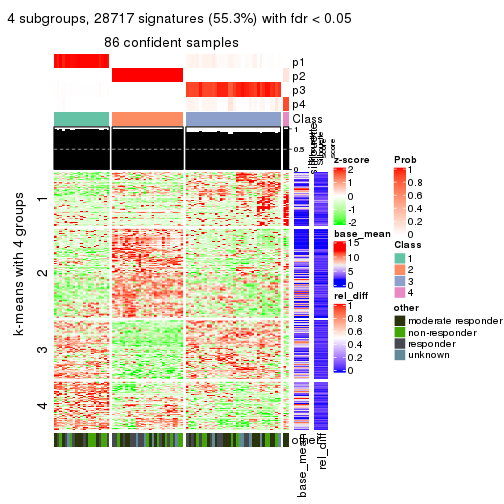 4 subgroups, 28717 signatures (55.3%) with fdr < 0.05
86 confident samples
p1
p2
p3
p4
Class
1
0.5
0
k-means with 4 groups
1
2
3
4
other
base_mean
rel_diff
z-score
2
1
0
-1
-2
base_mean
15
10
5
0
rel_diff
1
0.8
0.6
0.4
0.2
0
Prob
1
0.8
0.6
0.4
0.2
0
Class
1
2
3
4
other
moderate responder
non-responder
responder
unknown